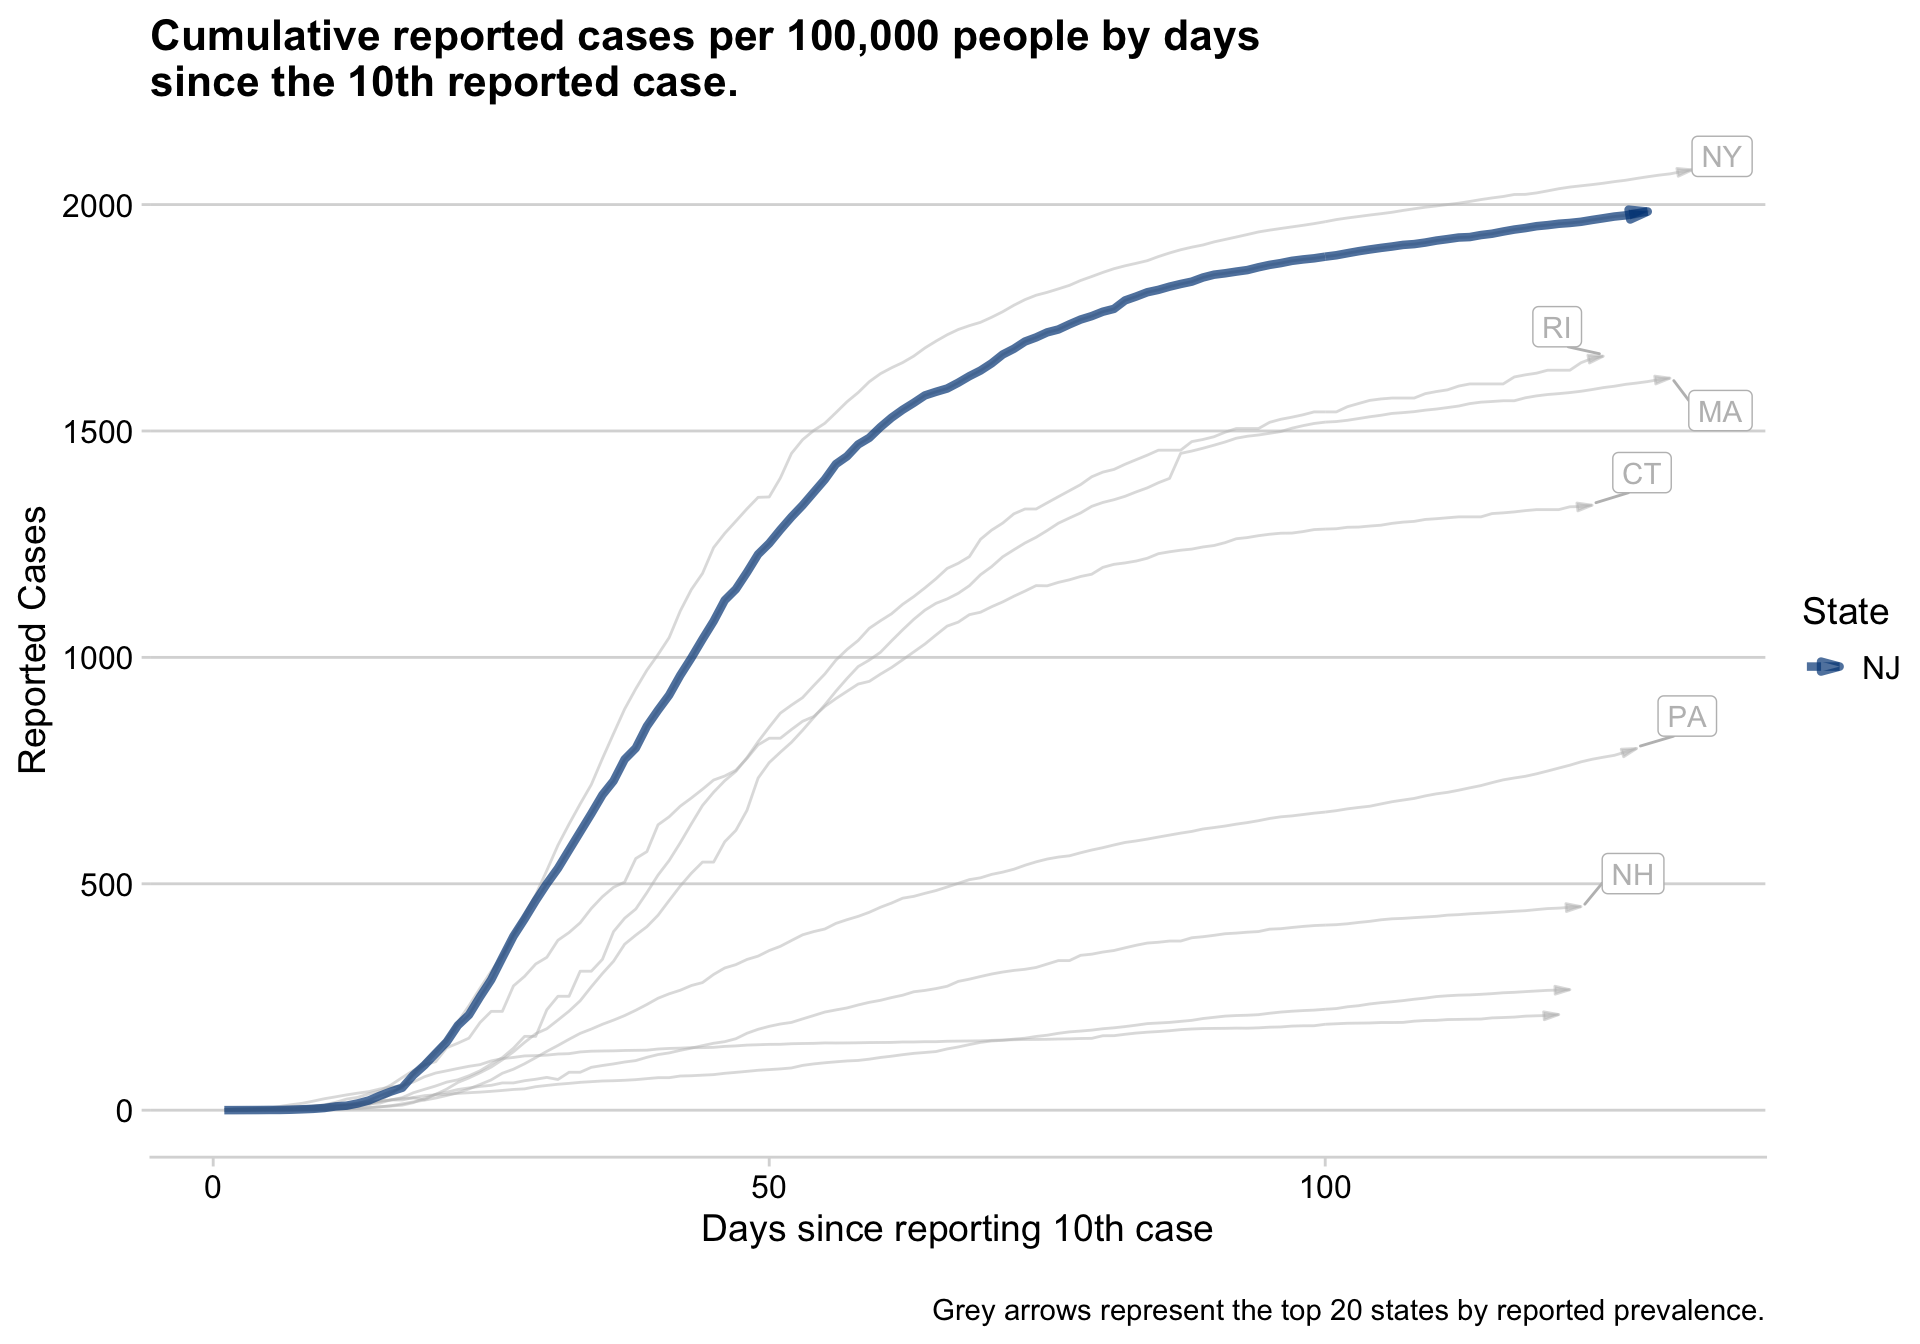 Cumulative reported cases per 100,000 people by days
since the 10th reported case.
NY
2000
RI
MA
1500
CT
Reported Cases
State
1000
NJ
PA
NH
500
0
0 50 100
Days since reporting 10th case
Grey arrows represent the top 20 states by reported prevalence.